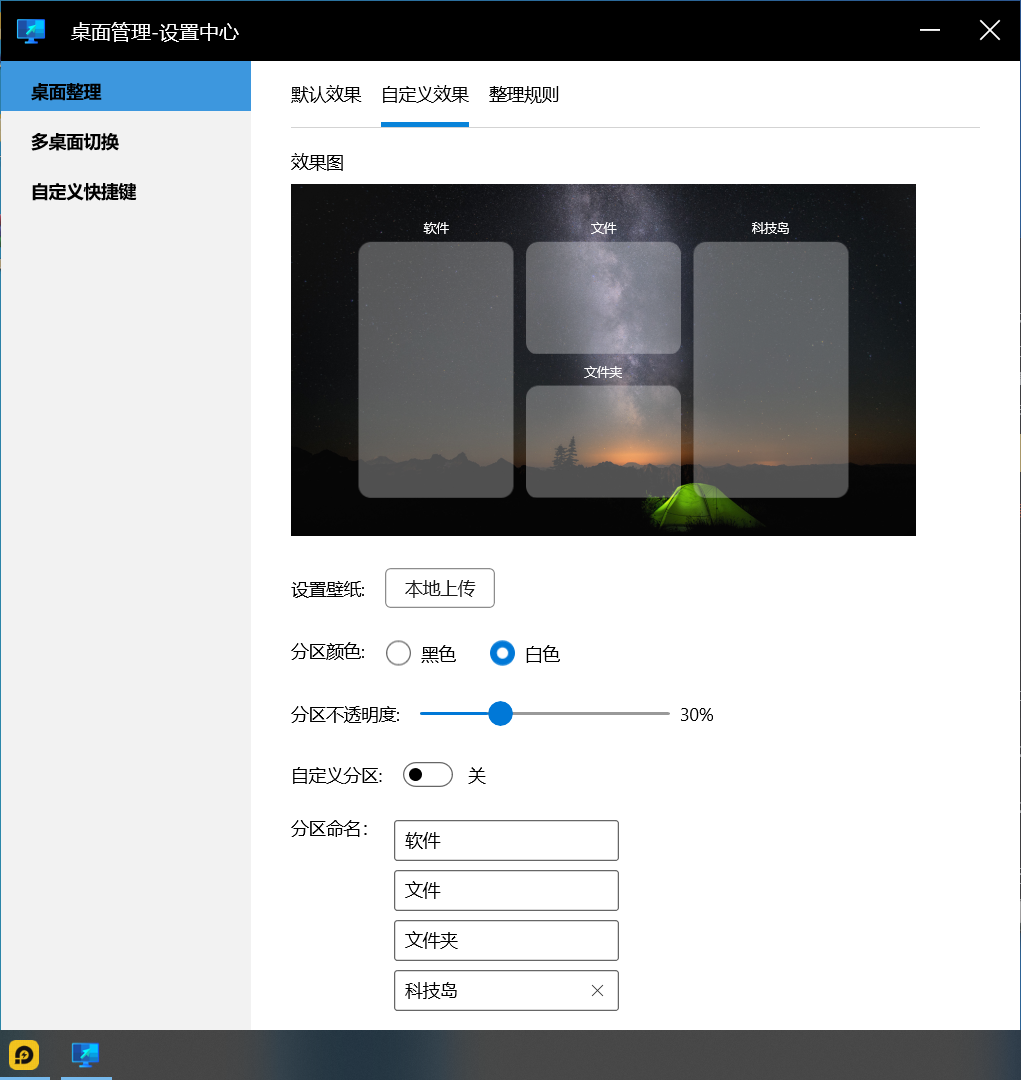 桌面管理-设置中心
桌面整理
多桌面切换
自定义快捷键
默认效果 自定义效果 整理规则
效果图
软件 文件 科技岛
文件夹
设置壁纸: 本地上传
分区颜色: 黑色 白色
分区不透明度: 30%
自定义分区: 关
分区命名：
软件
文件
文件夹
科技岛